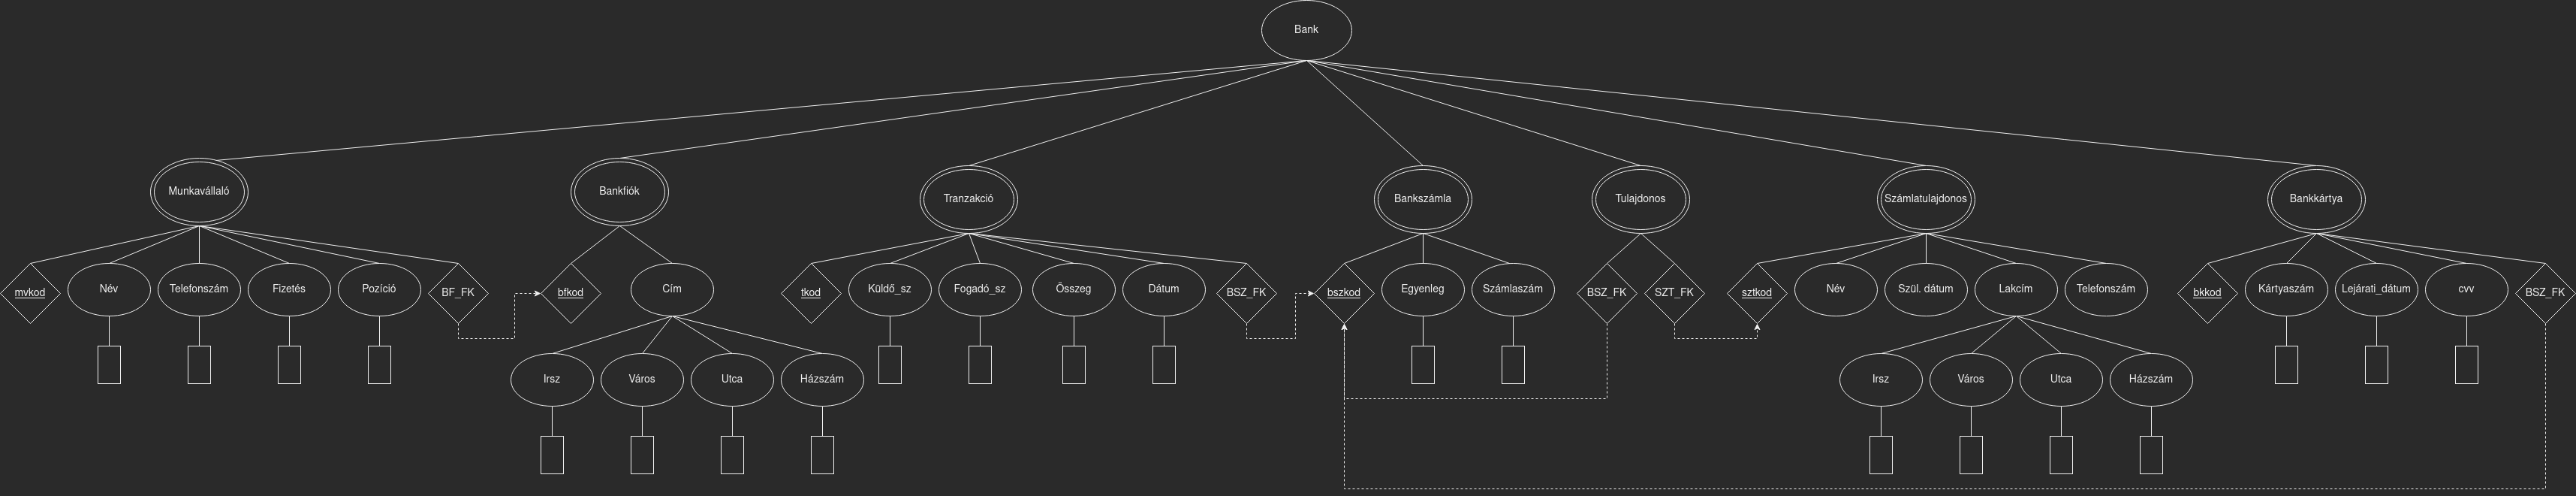 Bank
Munkavállaló
Bankfiók
Tranzakció
Bankszámla
Tulajdonos
Számlatulajdonos
Bankkártya
mvkod
Név
Telefonszám
Fizetés
Pozíció
BF_FK
bfkod
Cím
tkod
Küldő_sz
Fogadó_sz
Összeg
Dátum
BSZ_FK
bszkod
Egyenleg
Számlaszám
BSZ_FK
SZT_FK
sztkod
Név
Szül. dátum
Lakcím
Telefonszám
bkkod
Kártyaszám
Lejárati_dátum
cvv
BSZ_FK
Irsz
Város
Utca
Házszám
Irsz
Város
Utca
Házszám